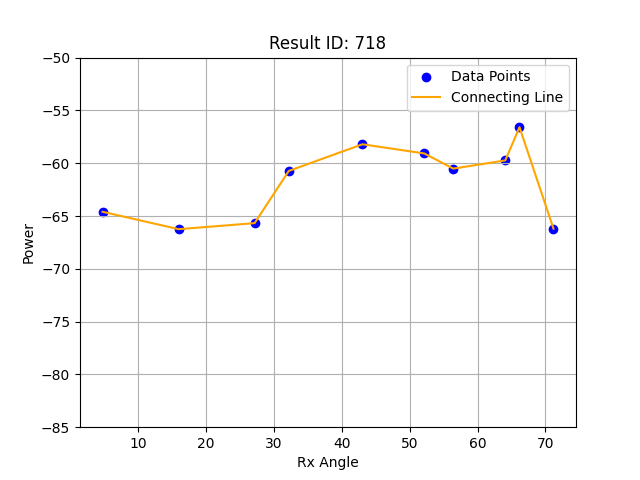 Result ID: 718
Data Points
Connecting Line
−50
−55
−60
−65
−70
−75
−80
−85
Power
10 20 30 40 50 60 70
Rx Angle